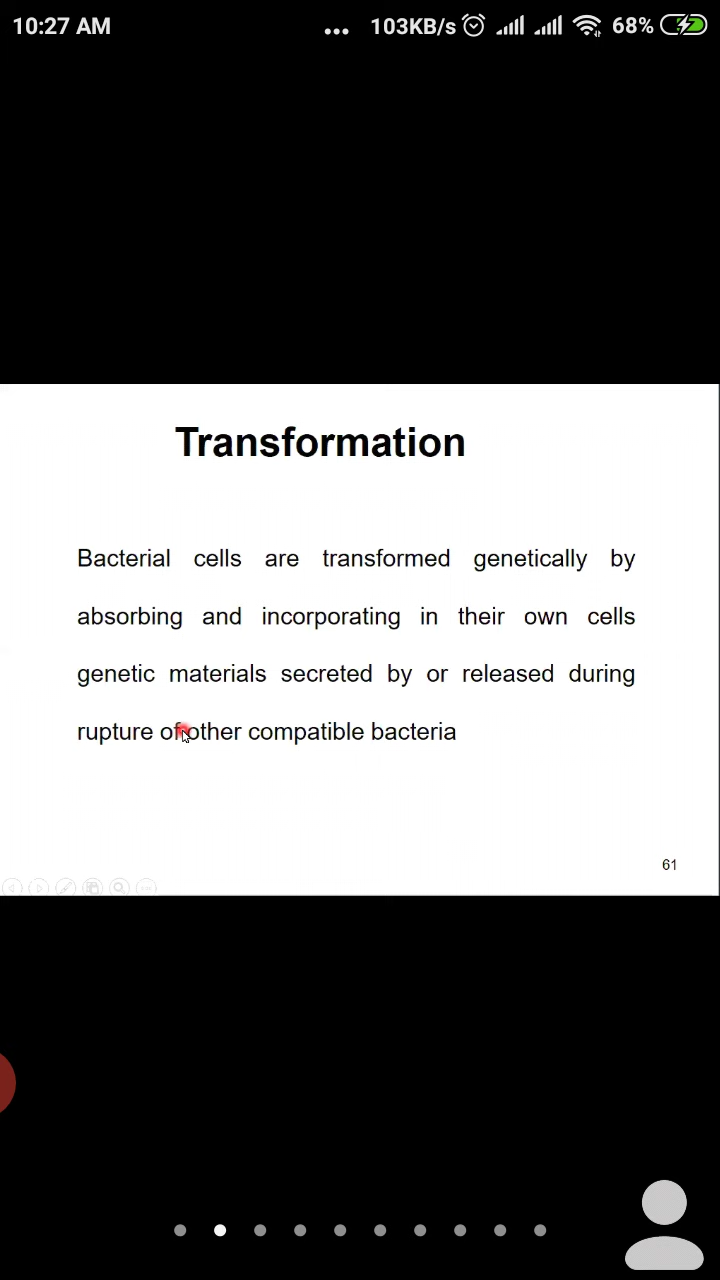 10:27 AM ... 103KB/s 68%
Transformation
Bacterial cells are transformed genetically by
absorbing and incorporating in their own cells
genetic materials secreted by or released during
rupture of other compatible bacteria
61